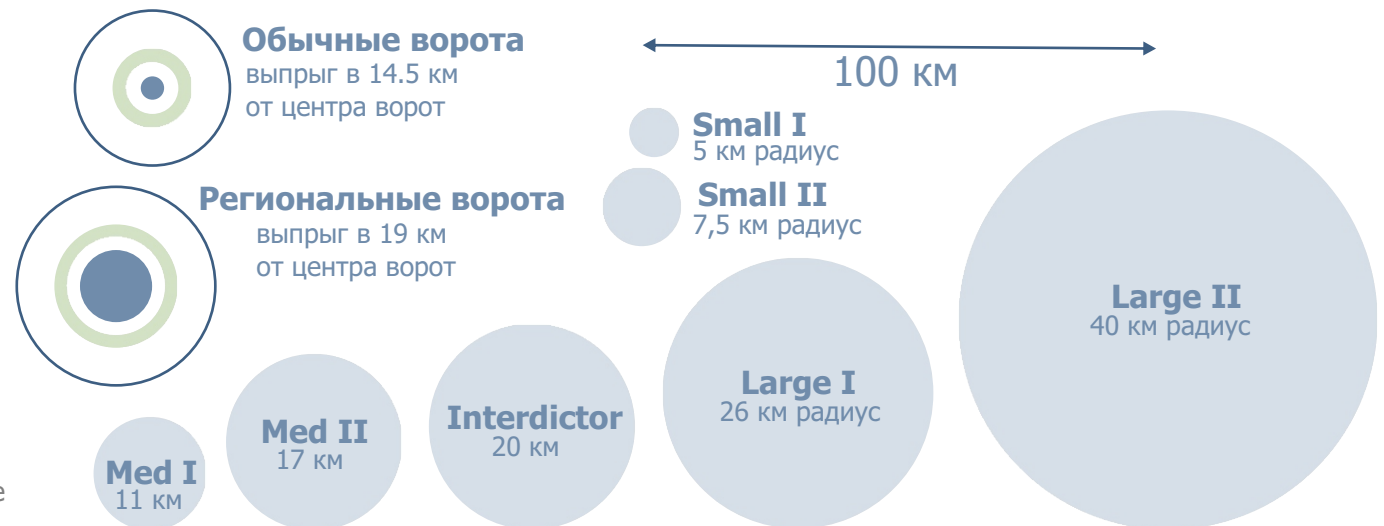 Обычные ворота
выпрыг в 14.5 км
от центра ворот
100 км
Small I
5 км радиус
Small II
7,5 км радиус
Региональные ворота
выпрыг в 19 км
от центра ворот
Large II
40 км радиус
Large I
26 км радиус
Interdictor
20 км
Med II
17 км
Med I
11 км
е